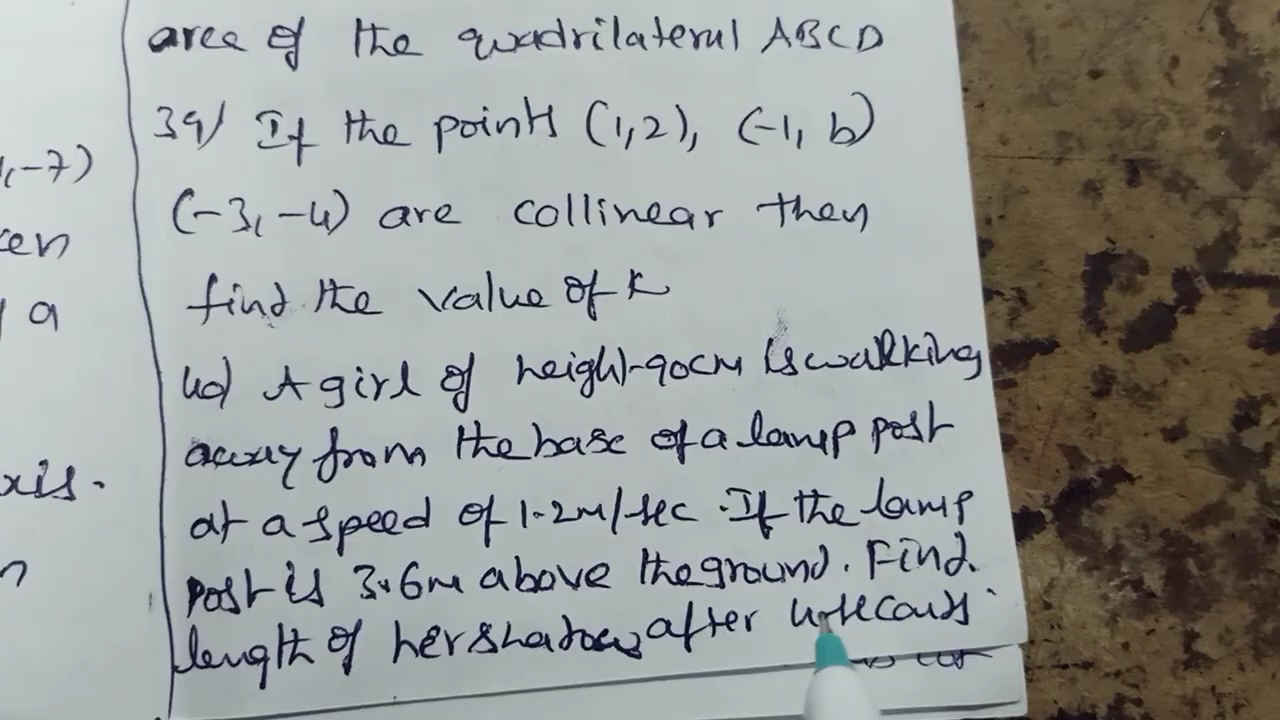 area of the quadrilateral ABCD
39) If the points (1,2), (-1, b)
(-3, -4) are collinear then
find the value of K
40) A girl of height 90cm is walking
away from the base of a lamp post
at a speed of 1.2m/sec. If the lamp
post is 3.6m above the ground. Find
length of her shadow after 4 seconds.
, -7)
a
xis.
n